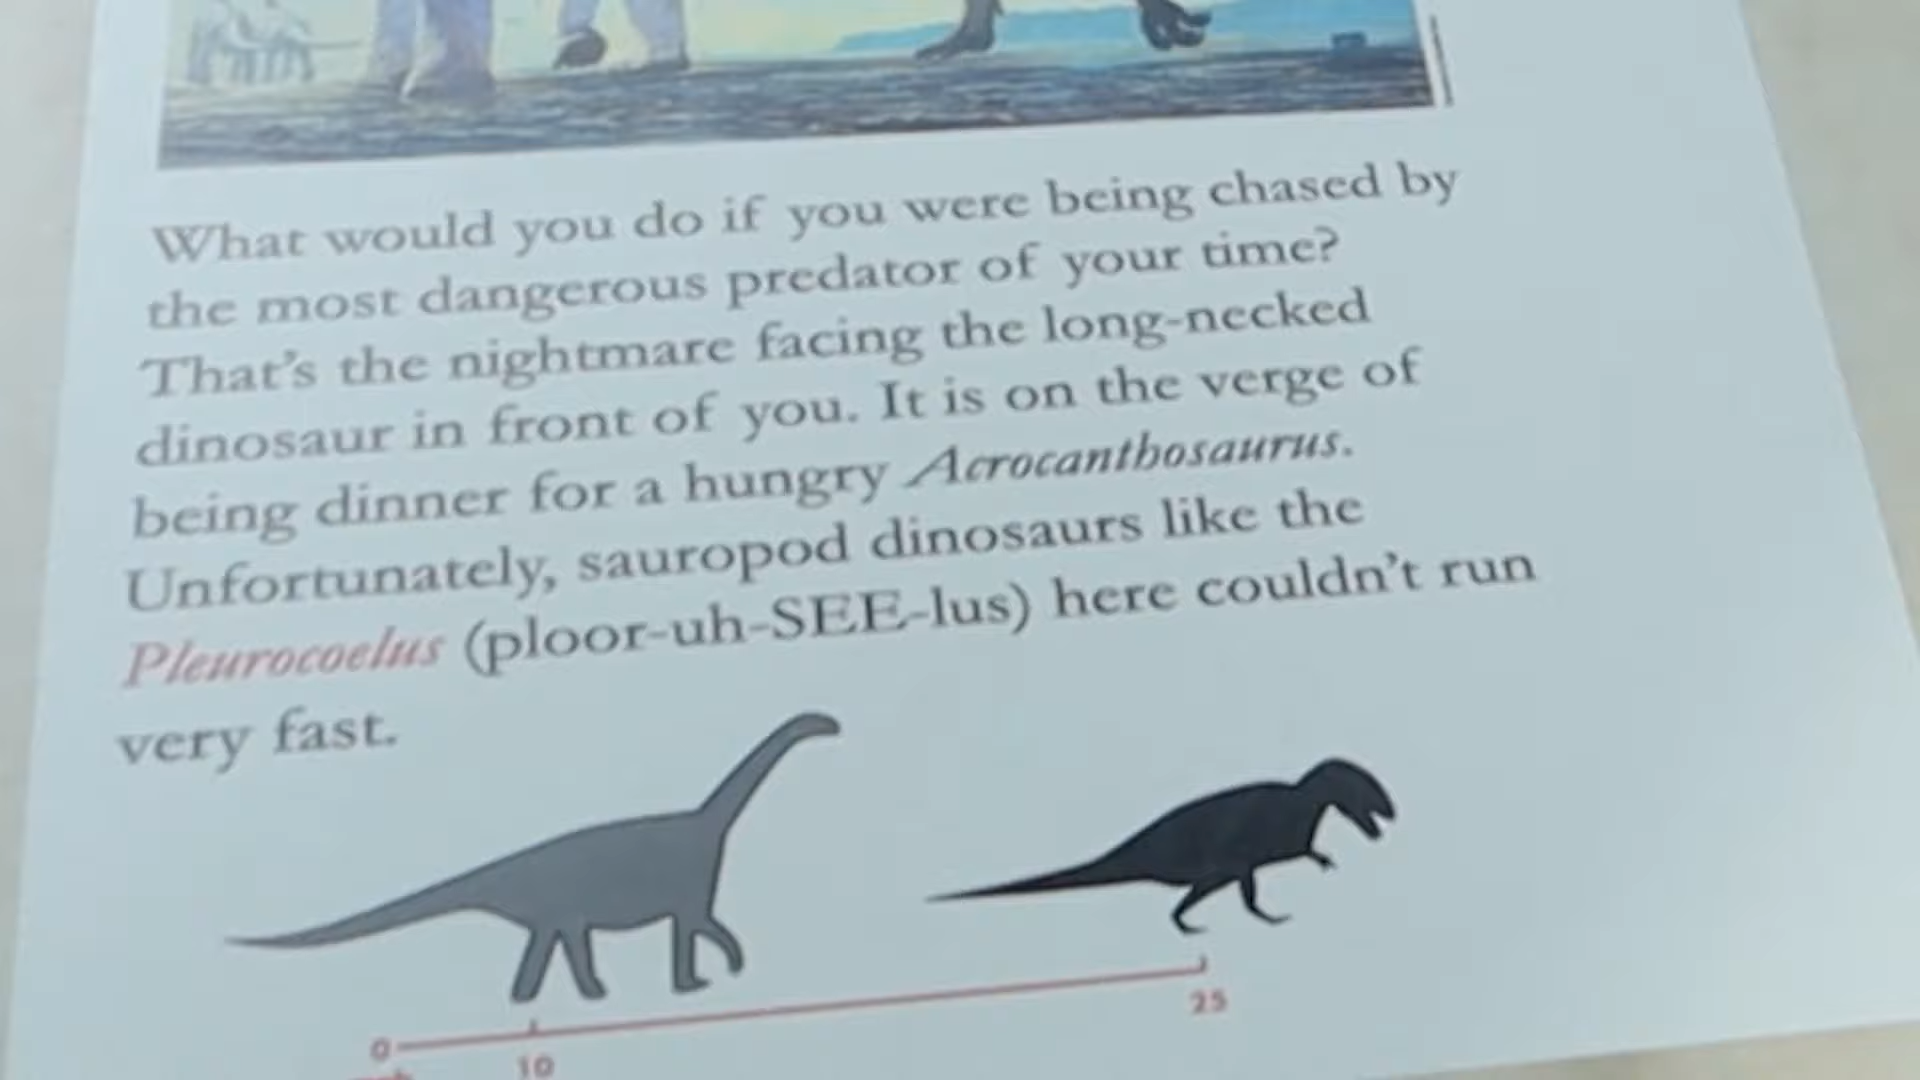 What would you do if you were being chased by
the most dangerous predator of your time?
That's the nightmare facing the long-necked
dinosaur in front of you. It is on the verge of
being dinner for a hungry Acrocanthosaurus.
Unfortunately, sauropod dinosaurs like the
Pleurocoelus (ploor-uh-SEE-lus) here couldn't run
very fast.
0 10 25